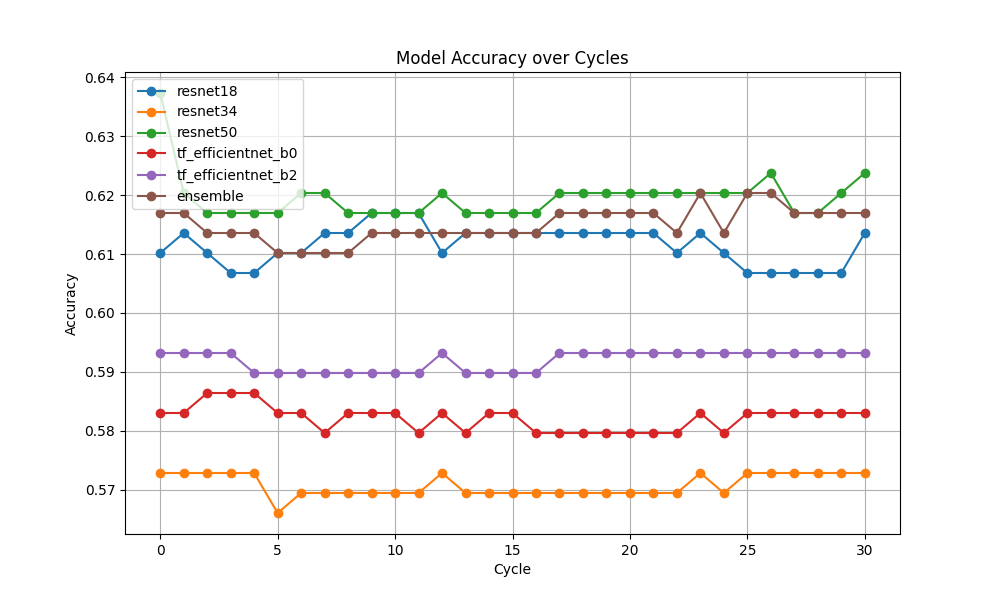 Model Accuracy over Cycles
0.64
0.63
0.62
0.61
0.60
0.59
0.58
0.57
Accuracy
resnet18
resnet34
resnet50
tf_efficientnet_b0
tf_efficientnet_b2
ensemble
0 5 10 15 20 25 30
Cycle